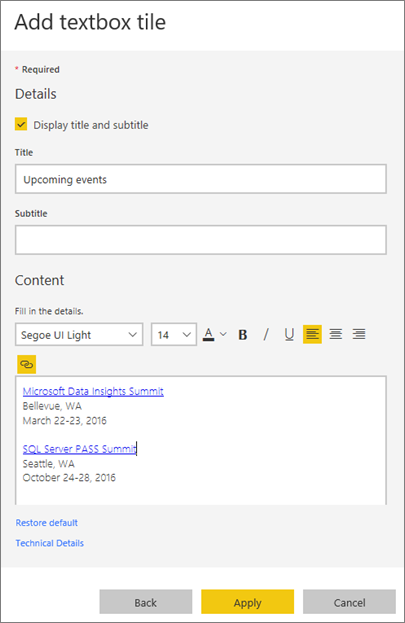 Add textbox tile
* Required
Details
Display title and subtitle
Title
Upcoming events
Subtitle
Content
Fill in the details.
Segoe UI Light 14 A B I U
Microsoft Data Insights Summit
Bellevue, WA
March 22-23, 2016
SQL Server PASS Summit
Seattle, WA
October 24-28, 2016
Restore default
Technical Details
Back Apply Cancel